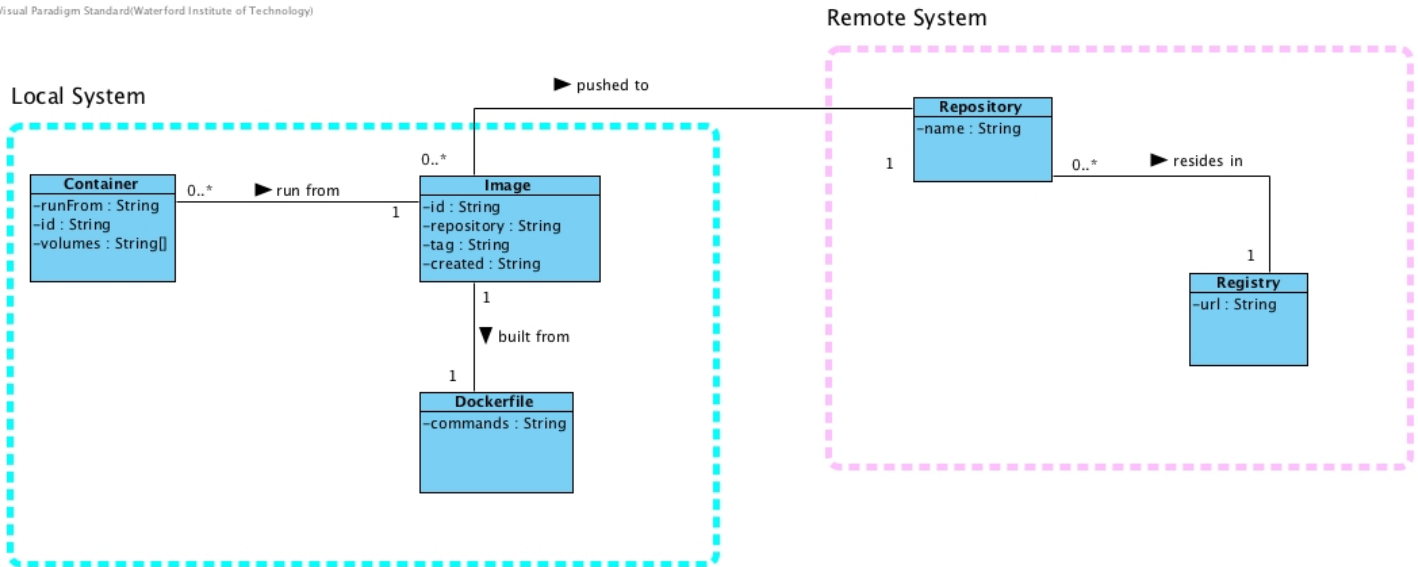 Visual Paradigm Standard(Waterford Institute of Technology)
Remote System
Local System
pushed to
Repository
-name : String
0..*
1
0..*
resides in
Container
-runFrom : String
-id : String
-volumes : String[]
0..*
run from
1
Image
-id : String
-repository : String
-tag : String
-created : String
1
Registry
-url : String
1
built from
1
Dockerfile
-commands : String